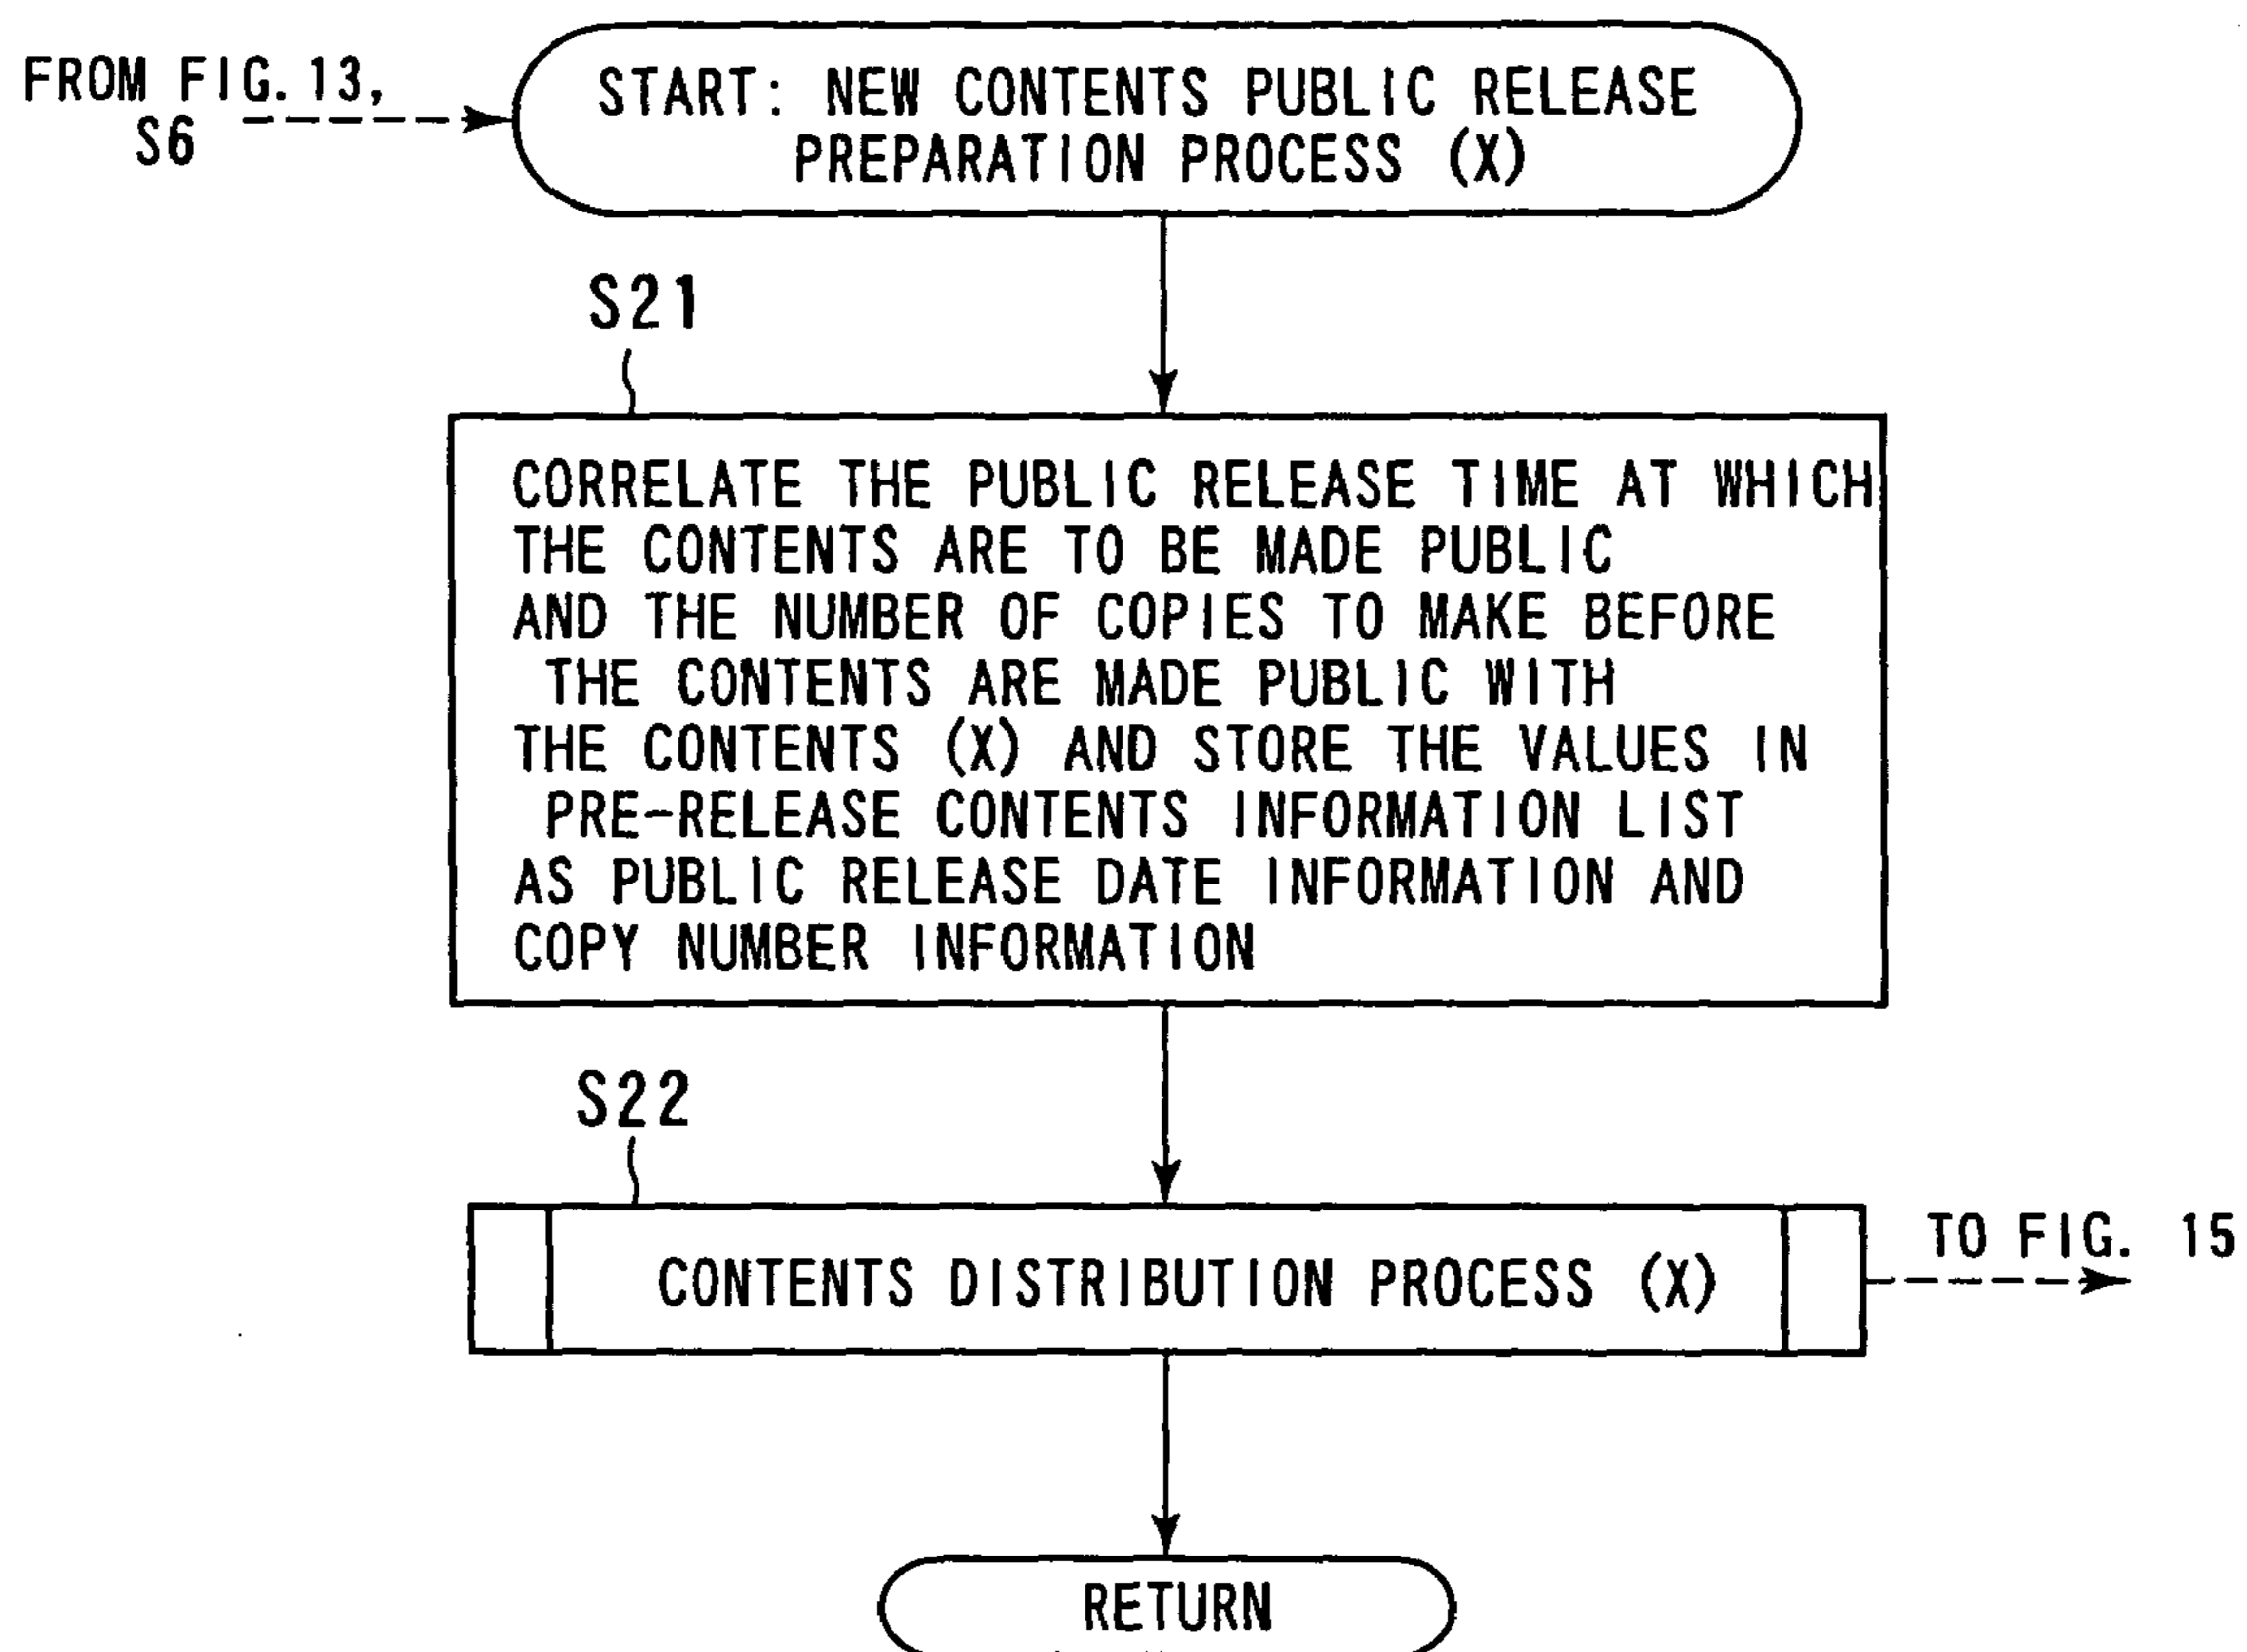 FROM FIG. 13,
S6
START: NEW CONTENTS PUBLIC RELEASE
PREPARATION PROCESS (X)
S21
CORRELATE THE PUBLIC RELEASE TIME AT WHICH
THE CONTENTS ARE TO BE MADE PUBLIC
AND THE NUMBER OF COPIES TO MAKE BEFORE
THE CONTENTS ARE MADE PUBLIC WITH
THE CONTENTS (X) AND STORE THE VALUES IN
PRE-RELEASE CONTENTS INFORMATION LIST
AS PUBLIC RELEASE DATE INFORMATION AND
COPY NUMBER INFORMATION
S22
CONTENTS DISTRIBUTION PROCESS (X)
TO FIG. 15
RETURN